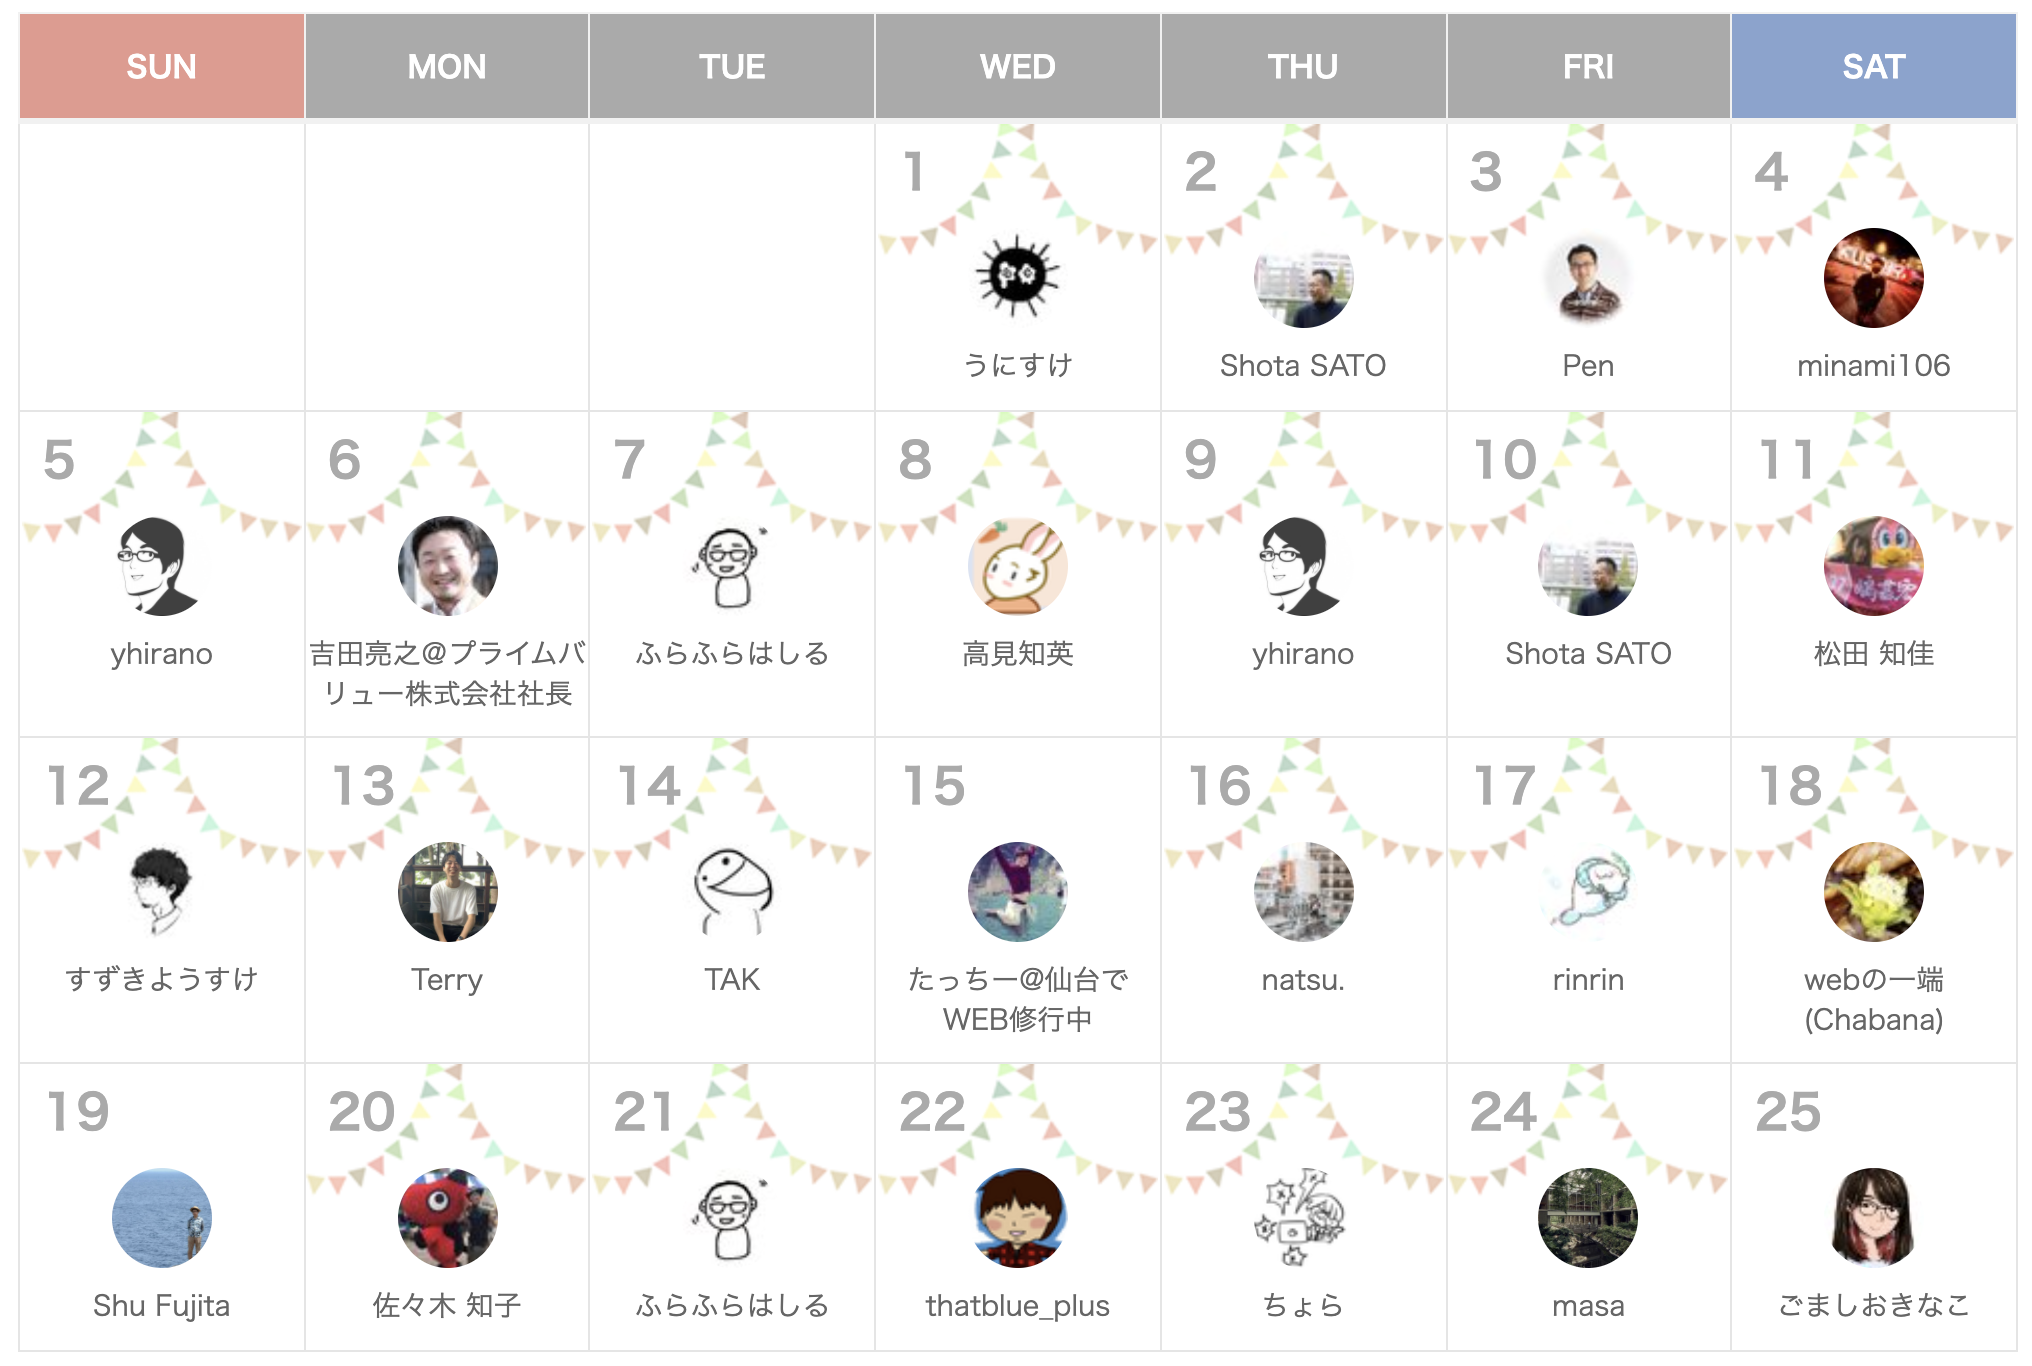 SUN MON TUE WED THU FRI SAT
1 2 3 4
うにすけ Shota SATO Pen minami106
5 6 7 8 9 10 11
yhirano 吉田亮之@プライムバ ふらふらはしる 高見知英 yhirano Shota SATO 松田 知佳
リュー株式会社社長
12 13 14 15 16 17 18
すずきようすけ Terry TAK たっちー@仙台で natsu. rinrin webの一端
WEB修行中 (Chabana)
19 20 21 22 23 24 25
Shu Fujita 佐々木 知子 ふらふらはしる thatblue_plus ちょら masa ごましおきなこ